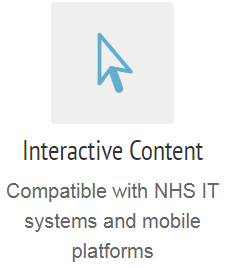 Interactive Content
Compatible with NHS IT
systems and mobile
platforms